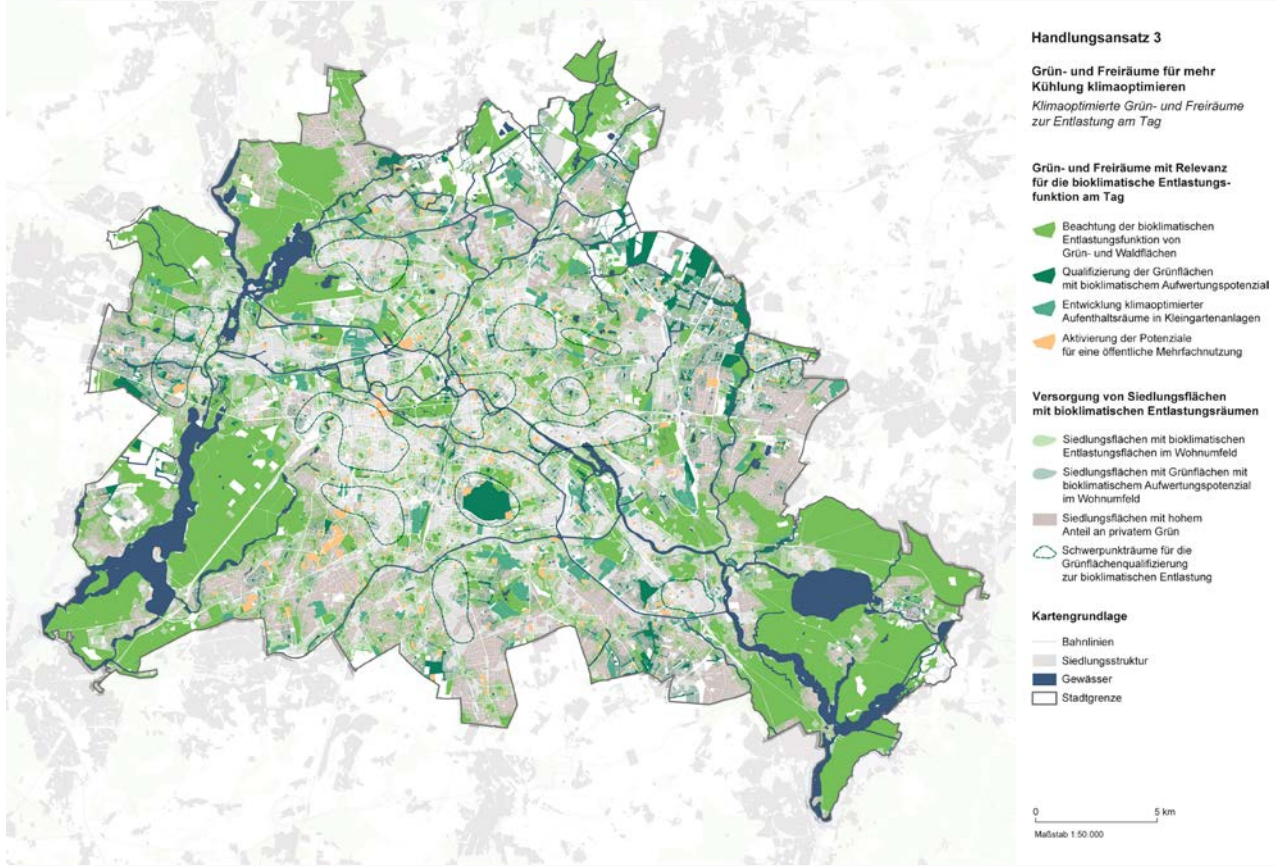 Handlungsansatz 3
Grün- und Freiräume für mehr
Kühlung klimaoptimieren
Klimaoptimierte Grün- und Freiräume
zur Entlastung am Tag
Grün- und Freiräume mit Relevanz
für die bioklimatische Entlastungs-
funktion am Tag
Beachtung der bioklimatischen
Entlastungsfunktion von
Grün- und Waldflächen
Qualifizierung der Grünflächen
mit bioklimatischem Aufwertungspotenzial
Entwicklung klimaoptimierter
Aufenthaltsräume in Kleingartenanlagen
Aktivierung der Potenziale
für eine öffentliche Mehrfachnutzung
Versorgung von Siedlungsflächen
mit bioklimatischen Entlastungsräumen
Siedlungsflächen mit bioklimatischen
Entlastungsflächen im Wohnumfeld
Siedlungsflächen mit Grünflächen mit
bioklimatischem Aufwertungspotenzial
im Wohnumfeld
Siedlungsflächen mit hohem
Anteil an privatem Grün
Schwerpunkträume für die
Grünflächenqualifizierung
zur bioklimatischen Entlastung
Kartengrundlage
Bahnlinien
Siedlungsstruktur
Gewässer
Stadtgrenze
0 5 km
Maßstab 1:50.000